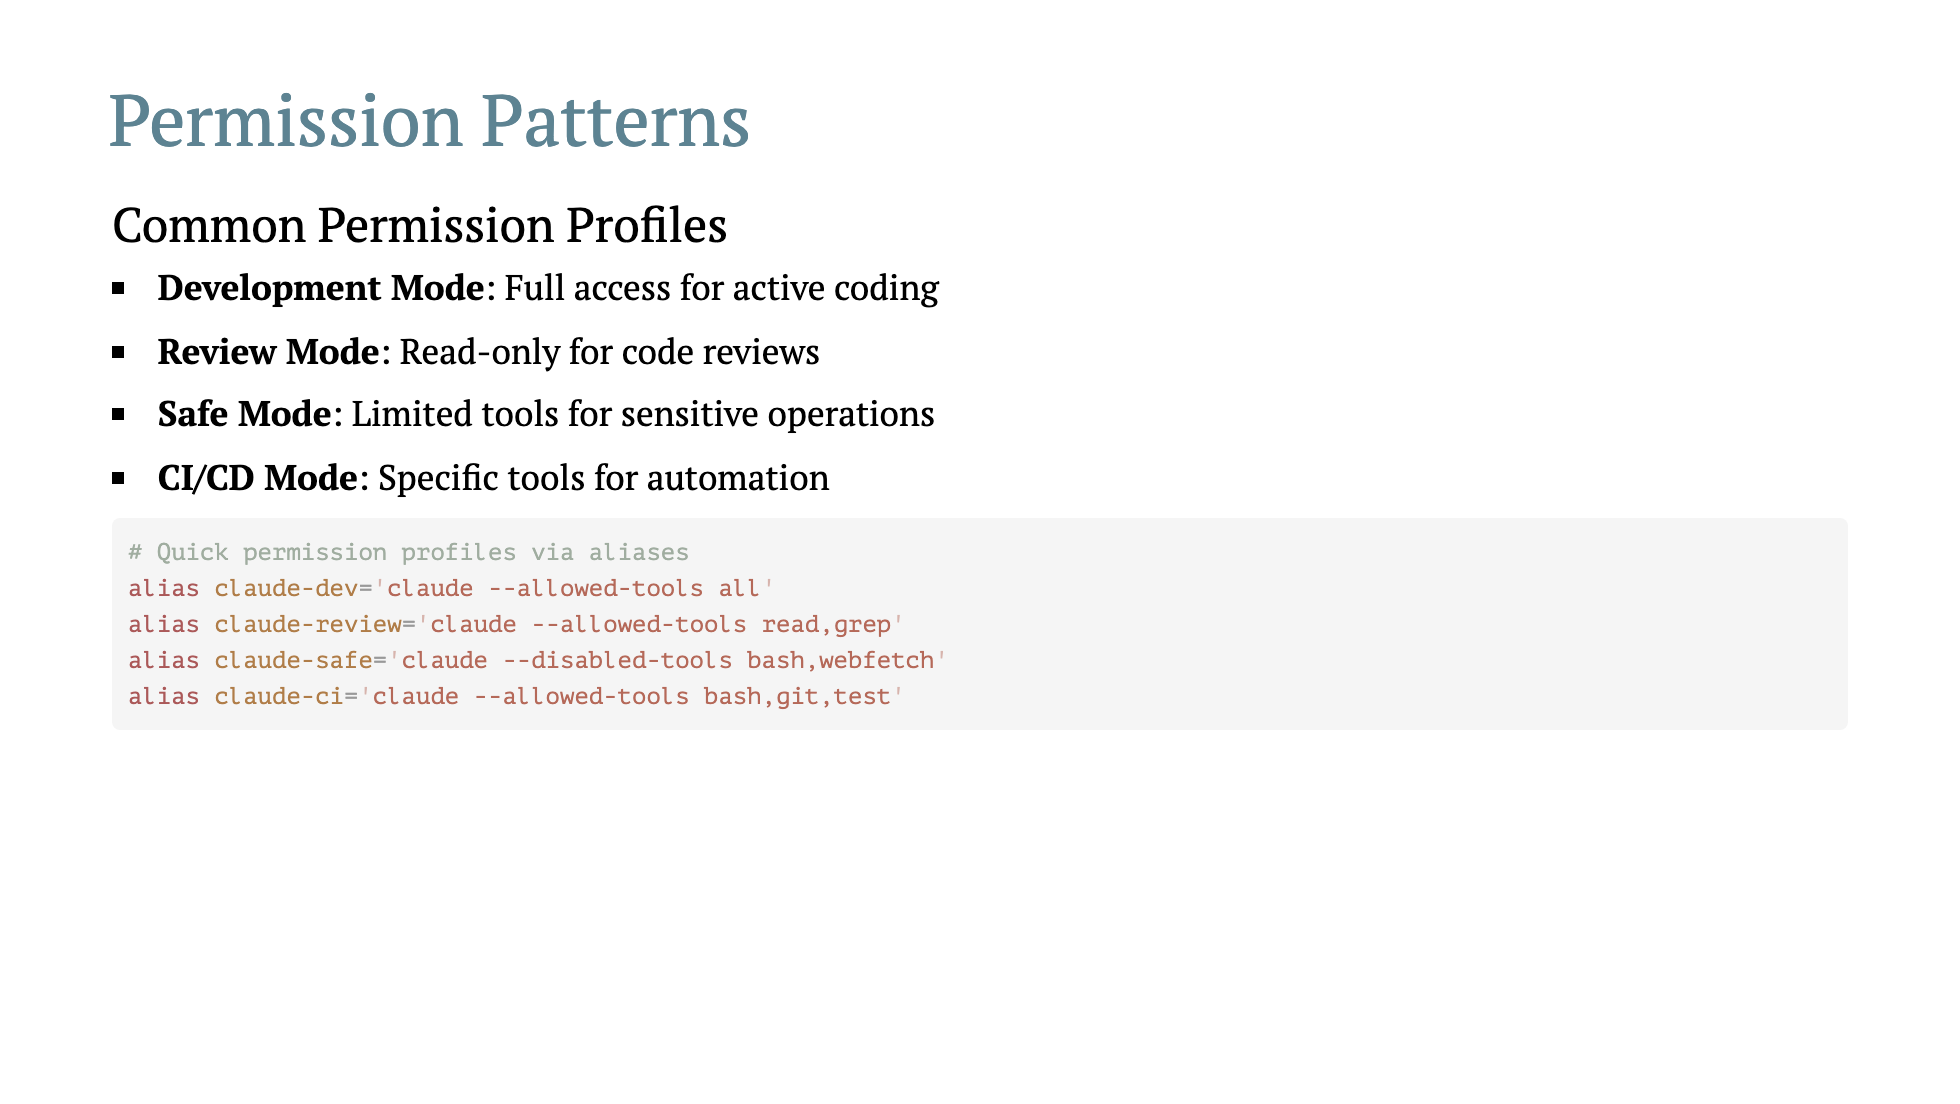 Permission Patterns
Common Permission Profiles
▪ Development Mode: Full access for active coding
▪ Review Mode: Read-only for code reviews
▪ Safe Mode: Limited tools for sensitive operations
▪ CI/CD Mode: Specific tools for automation
# Quick permission profiles via aliases
alias claude-dev='claude --allowed-tools all'
alias claude-review='claude --allowed-tools read,grep'
alias claude-safe='claude --disabled-tools bash,webfetch'
alias claude-ci='claude --allowed-tools bash,git,test'